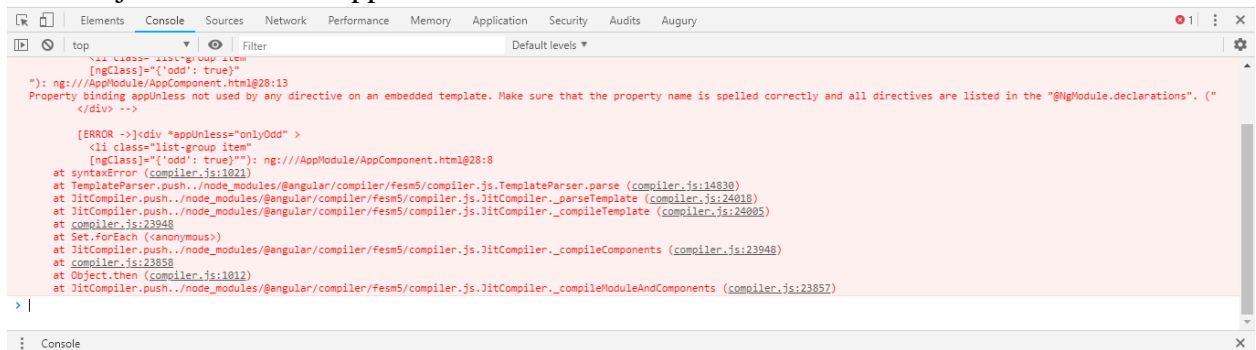 Elements Console Sources Network Performance Memory Application Security Audits Augury 1
top Filter Default levels
<li class="list-group item"
[ngClass]="{'odd': true}"
"): ng:///AppModule/AppComponent.html@28:13
Property binding appUnless not used by any directive on an embedded template. Make sure that the property name is spelled correctly and all directives are listed in the "@NgModule.declarations". ("
</div> -->
[ERROR ->]<div *appUnless="onlyOdd" >
<li class="list-group item"
[ngClass]="{'odd': true}""): ng:///AppModule/AppComponent.html@28:8
at syntaxError (compiler.js:1021)
at TemplateParser.push../node_modules/@angular/compiler/fesm5/compiler.js.TemplateParser.parse (compiler.js:14830)
at JitCompiler.push../node_modules/@angular/compiler/fesm5/compiler.js.JitCompiler._parseTemplate (compiler.js:24018)
at JitCompiler.push../node_modules/@angular/compiler/fesm5/compiler.js.JitCompiler._compileTemplate (compiler.js:24005)
at compiler.js:23948
at Set.forEach (<anonymous>)
at JitCompiler.push../node_modules/@angular/compiler/fesm5/compiler.js.JitCompiler._compileComponents (compiler.js:23948)
at compiler.js:23858
at Object.then (compiler.js:1012)
at JitCompiler.push../node_modules/@angular/compiler/fesm5/compiler.js.JitCompiler._compileModuleAndComponents (compiler.js:23857)
>
Console